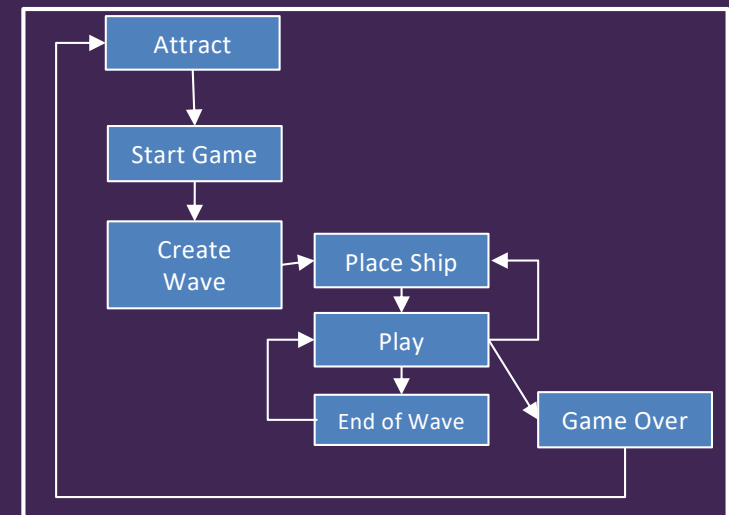 Attract
Start Game
Create
Wave
Place Ship
Play
End of Wave
Game Over